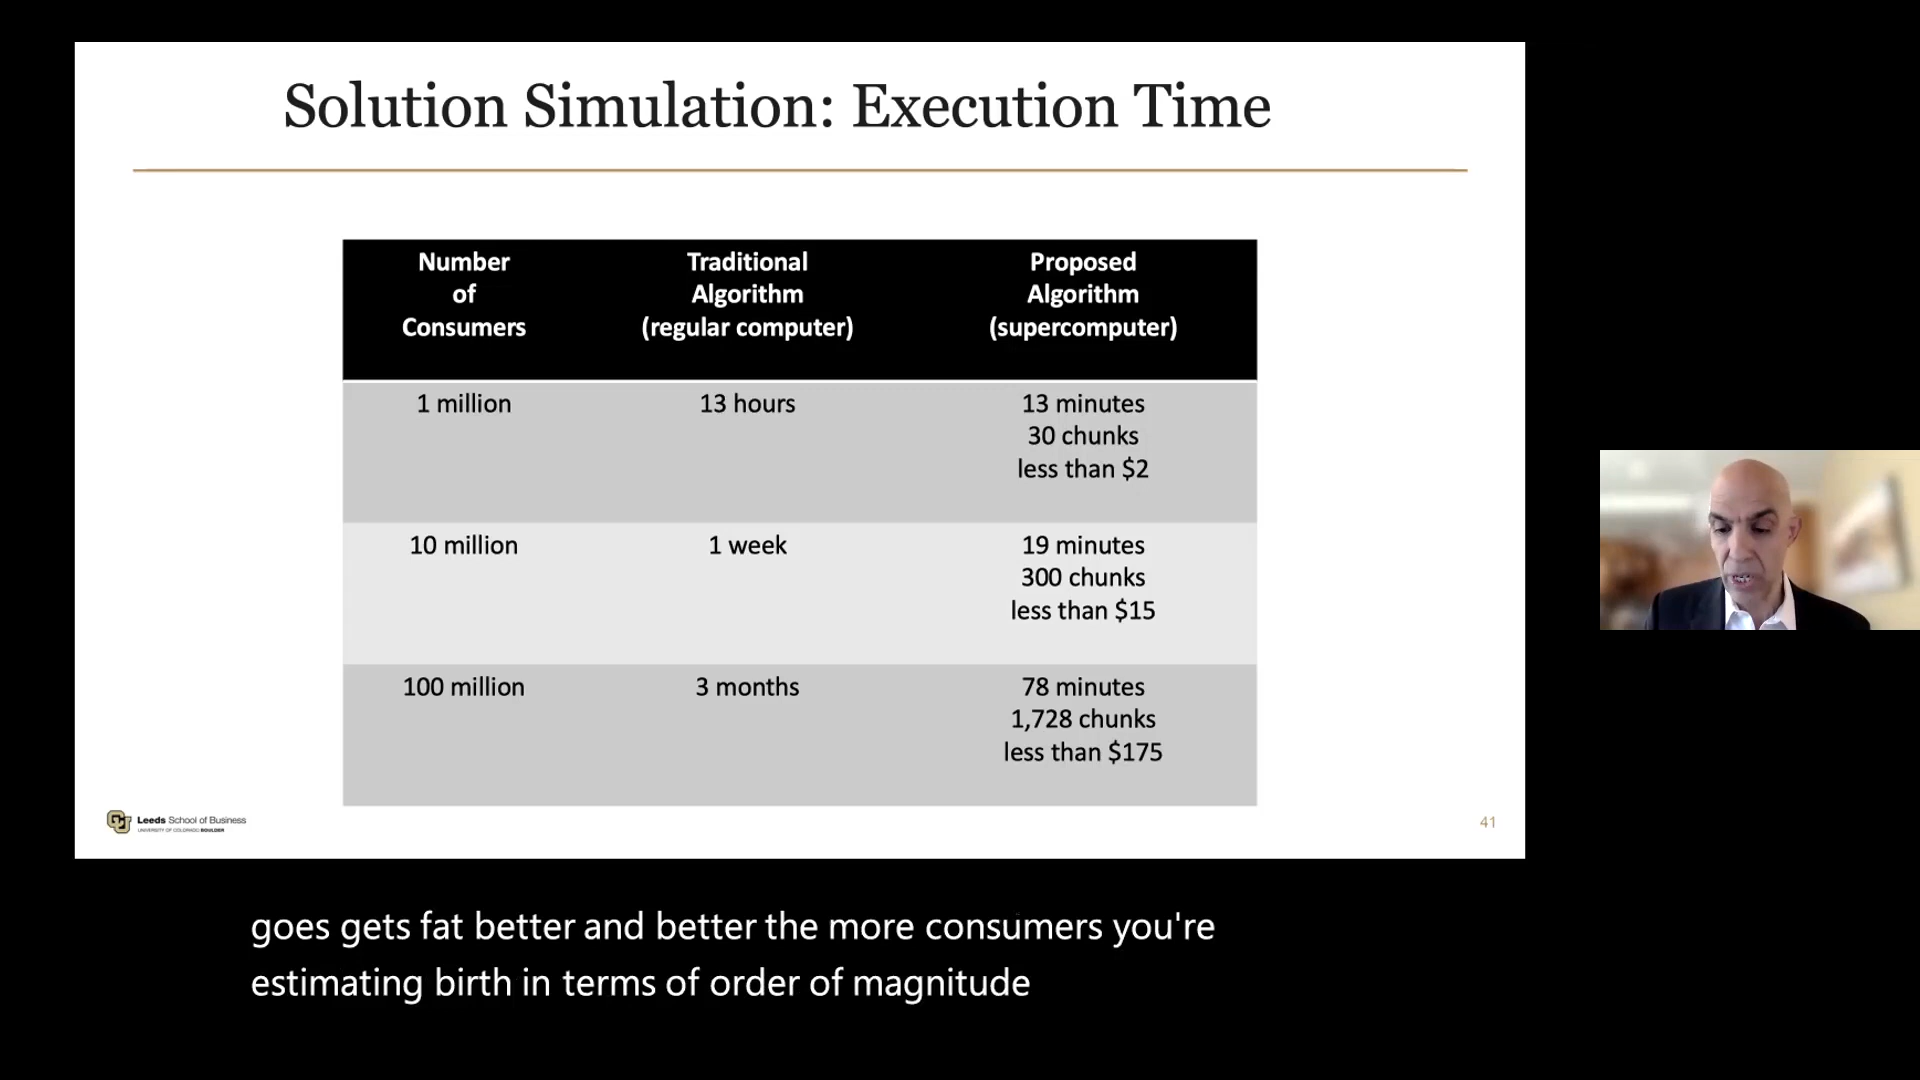 Solution Simulation: Execution Time
Number
of
Consumers
Traditional
Algorithm
(regular computer)
Proposed
Algorithm
(supercomputer)
1 million
13 hours
13 minutes
30 chunks
less than $2
10 million
1 week
19 minutes
300 chunks
less than $15
100 million
3 months
78 minutes
1,728 chunks
less than $175
Leeds School of Business
UNIVERSITY OF COLORADO BOULDER
41
goes gets fat better and better the more consumers you're
estimating birth in terms of order of magnitude